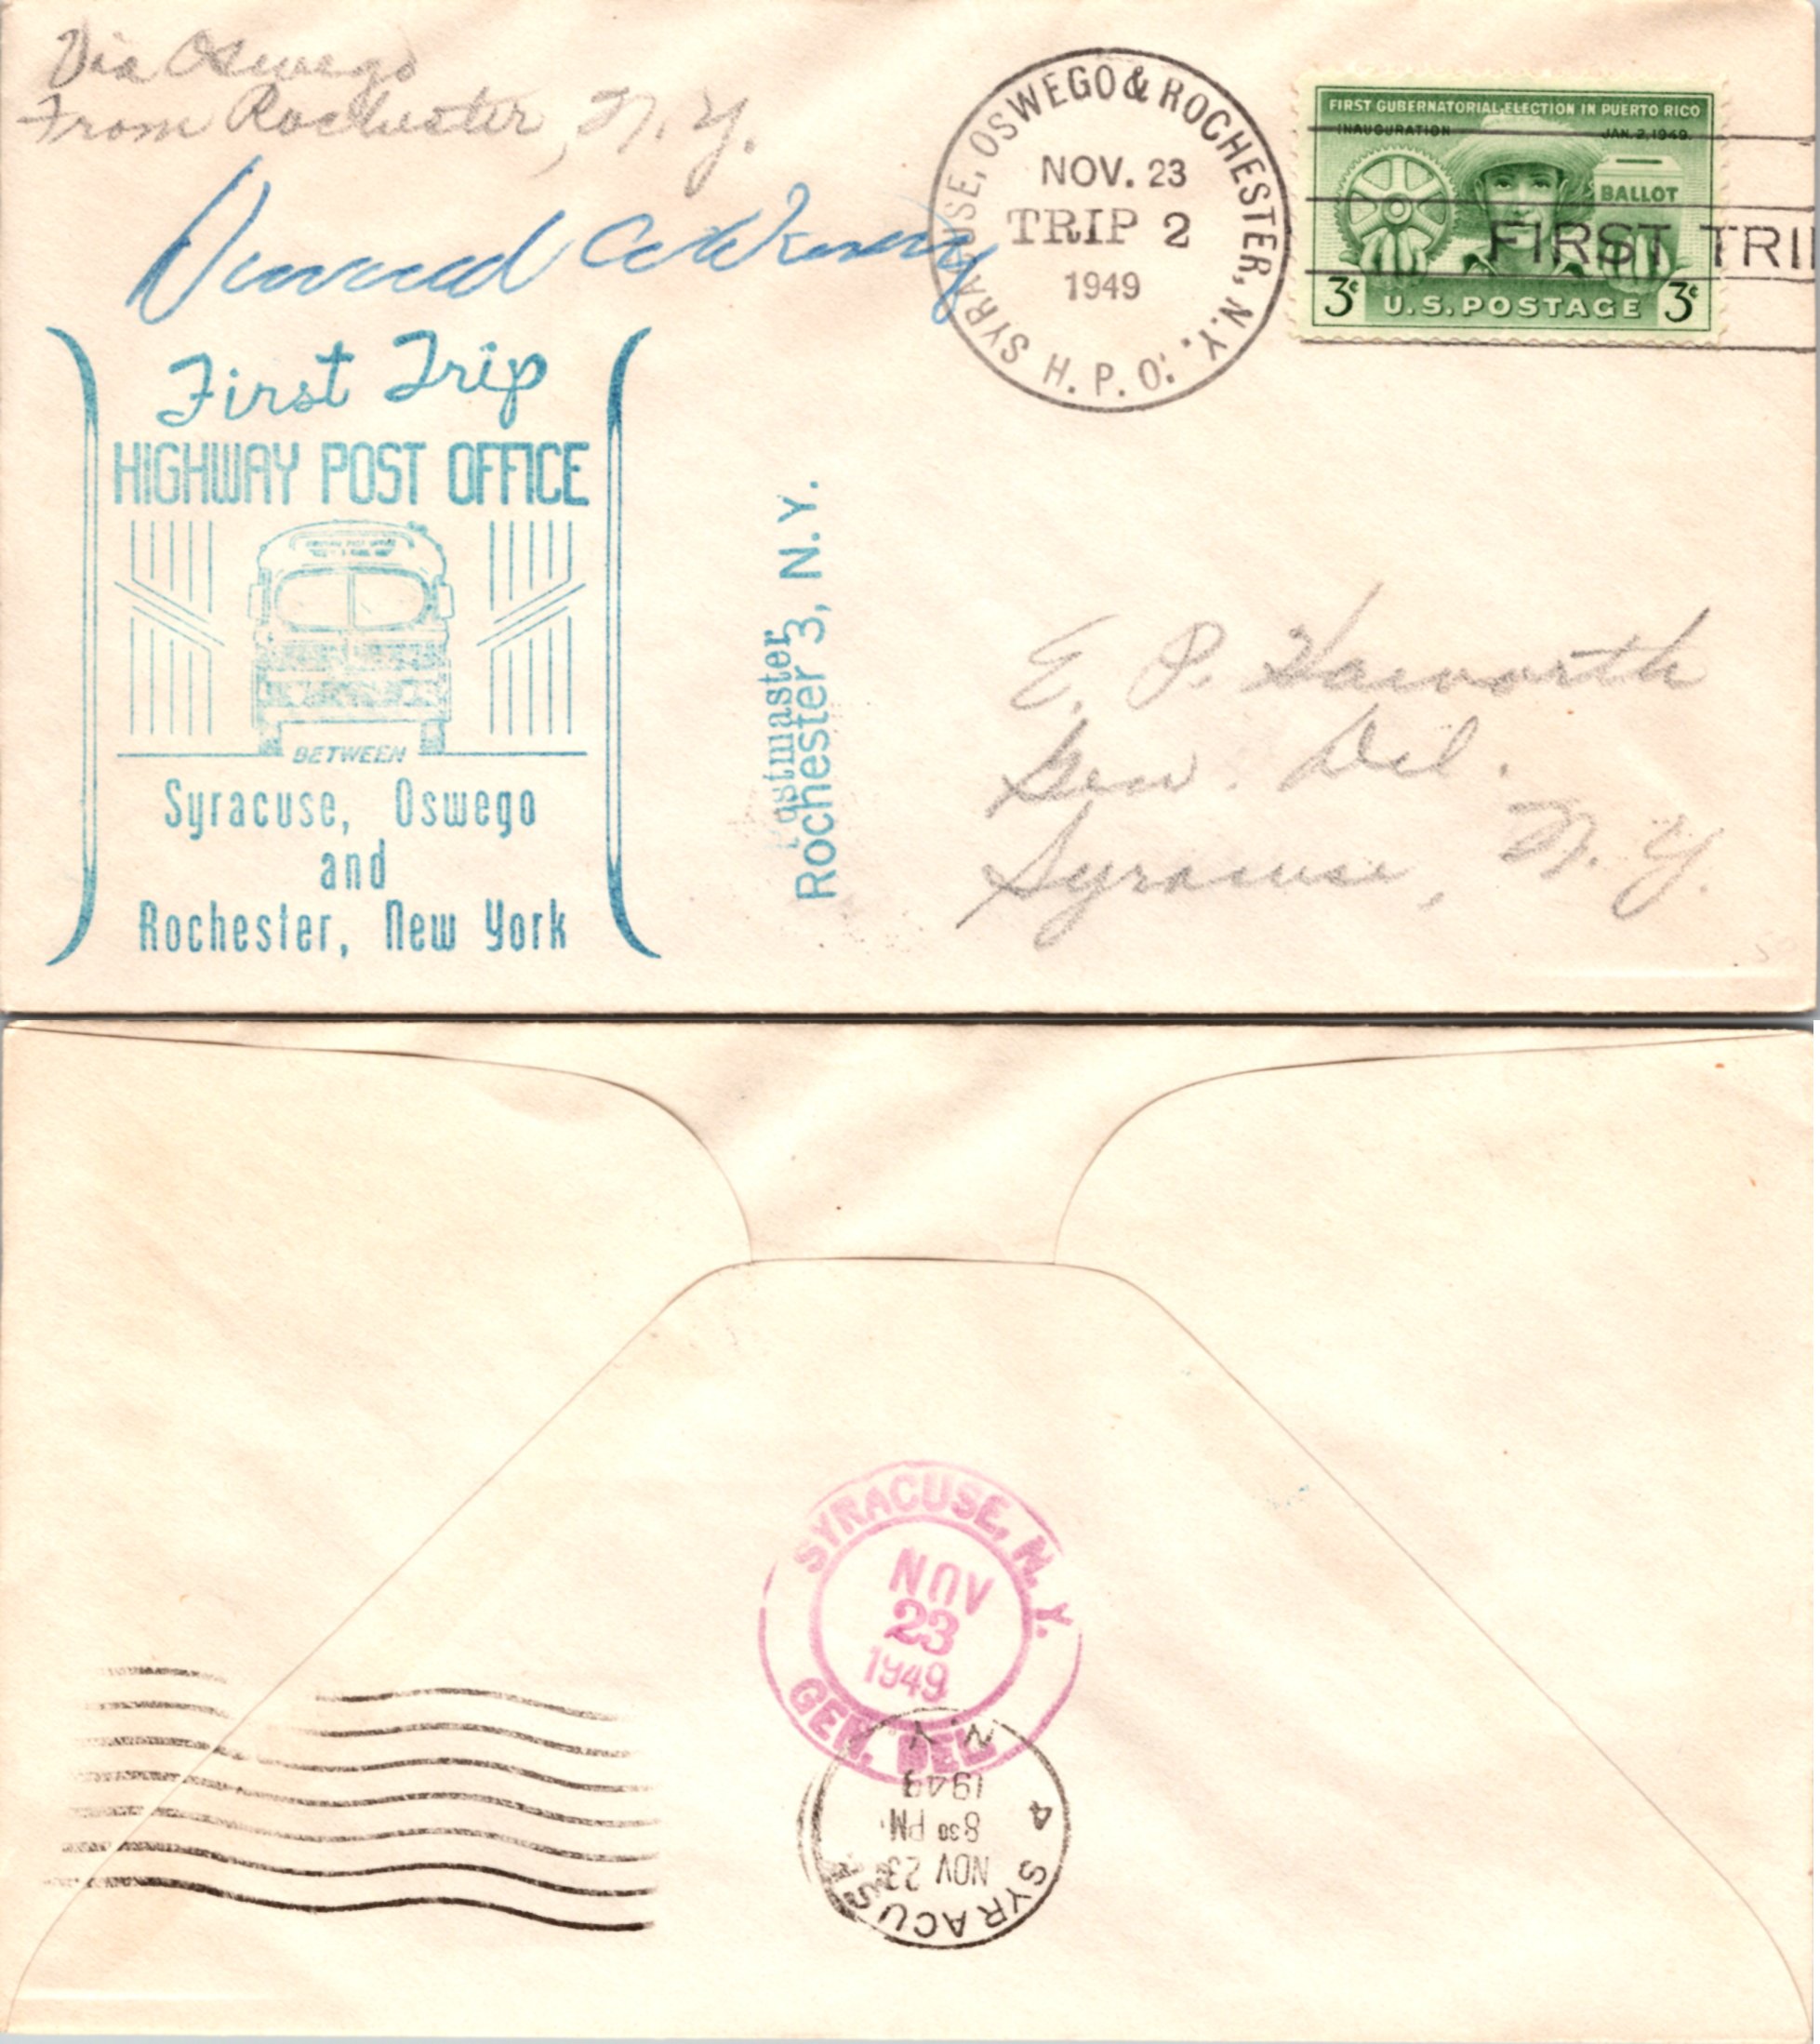 Via Oswego
From Rochester, N. Y.
SYRACUSE, OSWEGO & ROCHESTER, N.Y.
NOV. 23
TRIP 2
1949
H. P. O.
FIRST GUBERNATORIAL ELECTION IN PUERTO RICO
INAUGURATION JAN. 2, 1949.
BALLOT
FIRST TRI
3¢ U.S. POSTAGE 3¢
First Trip
HIGHWAY POST OFFICE
BETWEEN
Syracuse, Oswego
and
Rochester, New York
Postmaster
Rochester 3, N.Y.
E. P. Haworth
Gen. Del.
Syracuse, N. Y.
SYRACUSE, N. Y.
NOV
23
1949
GEN. DEL.
SYRACUSE
4
NOV 23
8 30 PM
1949
N. Y.